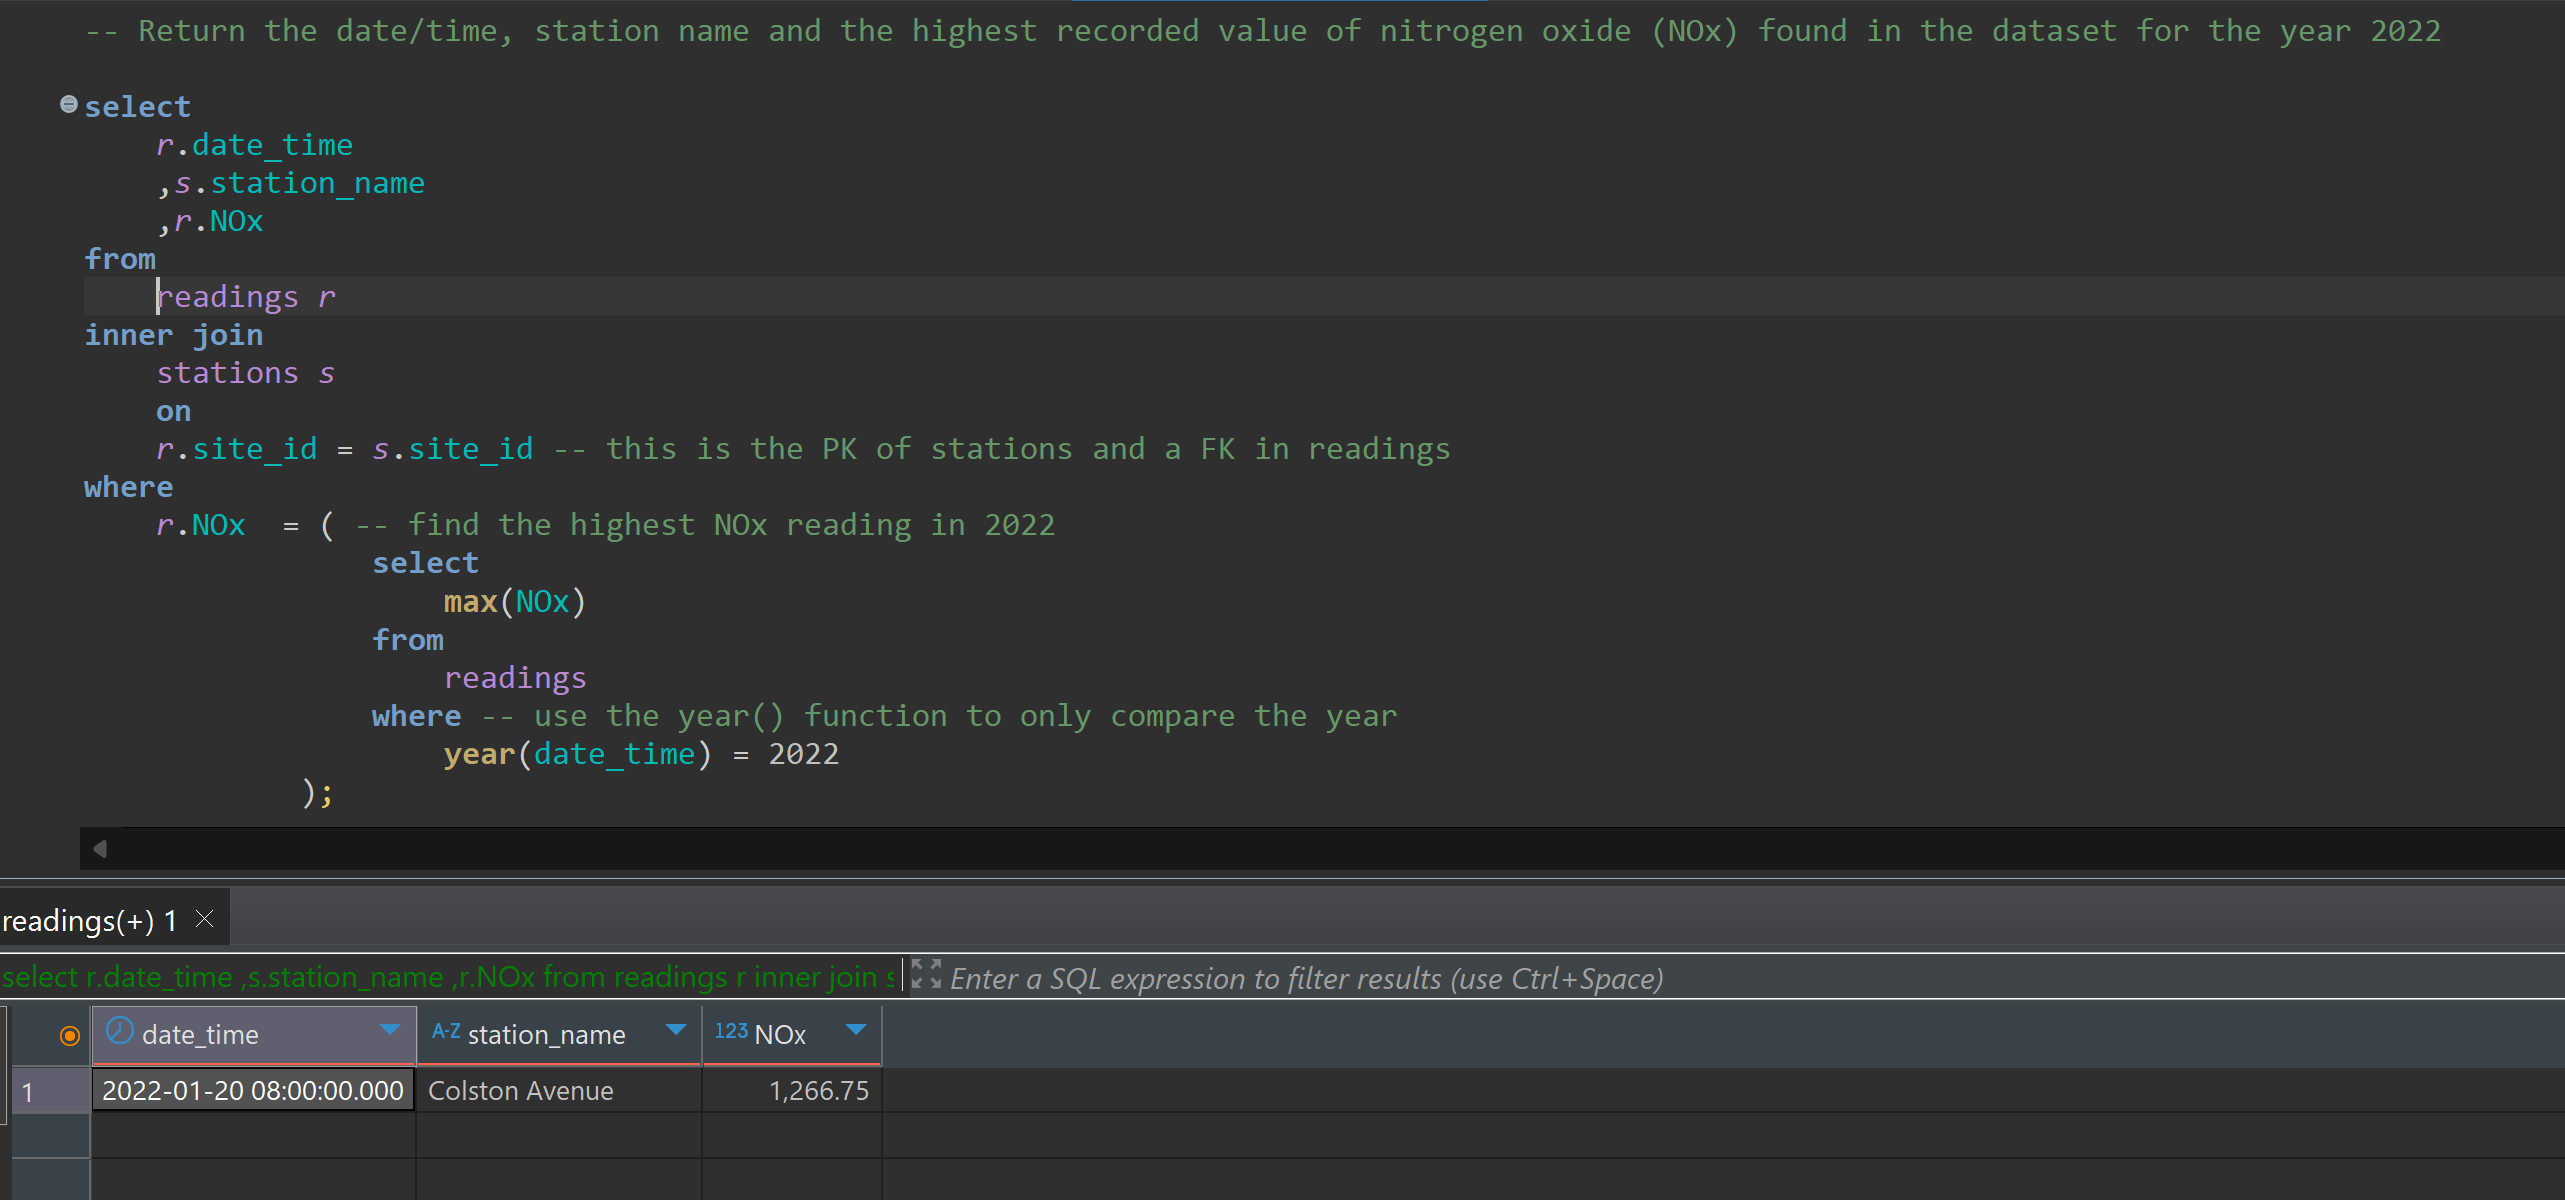 -- Return the date/time, station name and the highest recorded value of nitrogen oxide (NOx) found in the dataset for the year 2022
select
r.date_time
,s.station_name
,r.NOx
from
readings r
inner join
stations s
on
r.site_id = s.site_id -- this is the PK of stations and a FK in readings
where
r.NOx  = ( -- find the highest NOx reading in 2022
select
max(NOx)
from
readings
where -- use the year() function to only compare the year
year(date_time) = 2022
);
readings(+) 1
select r.date_time ,s.station_name ,r.NOx from readings r inner join s Enter a SQL expression to filter results (use Ctrl+Space)
date_time A-Z station_name 123 NOx
1 2022-01-20 08:00:00.000 Colston Avenue 1,266.75